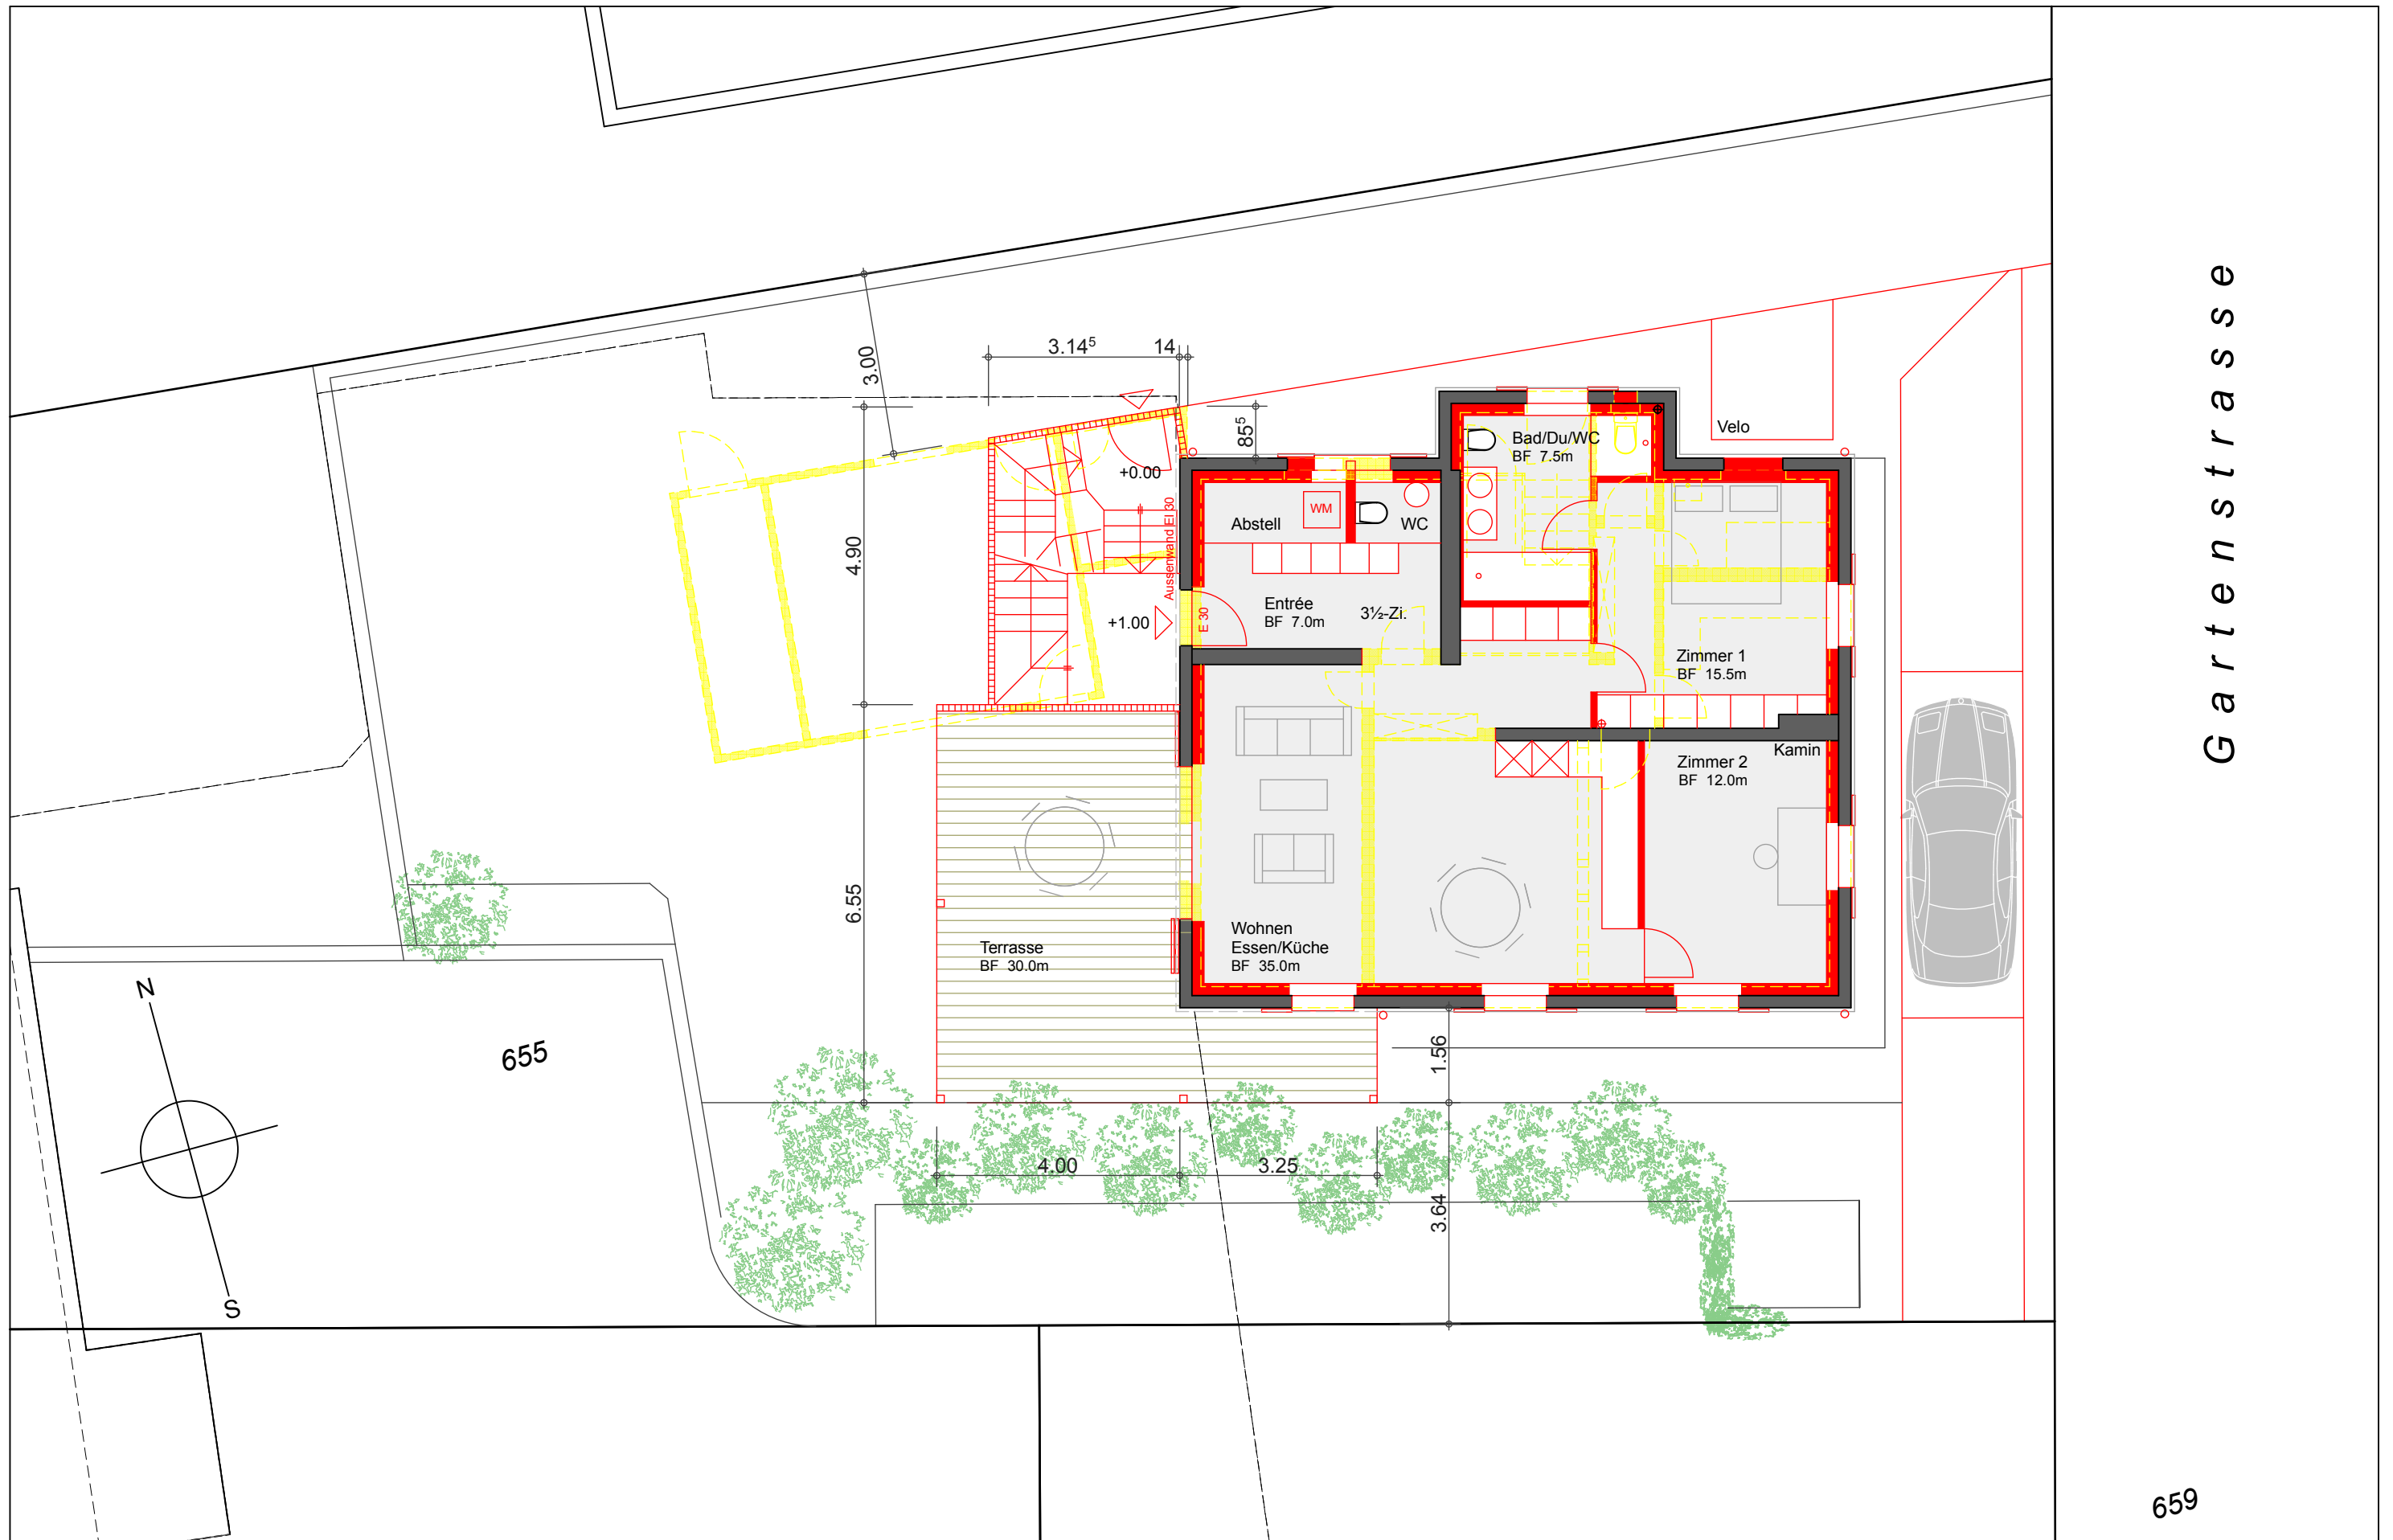 Gartenstrasse
3.00
3.14⁵
14
85⁵
Velo
Bad/Du/WC
BF 7.5m
+0.00
Aussenwand EI 30
Abstell
WM
WC
4.90
Entrée
BF 7.0m
3½-Zi.
+1.00
E 30
Zimmer 1
BF 15.5m
Kamin
Zimmer 2
BF 12.0m
6.55
Wohnen
Essen/Küche
BF 35.0m
Terrasse
BF 30.0m
N
S
655
1.56
4.00
3.25
3.64
659